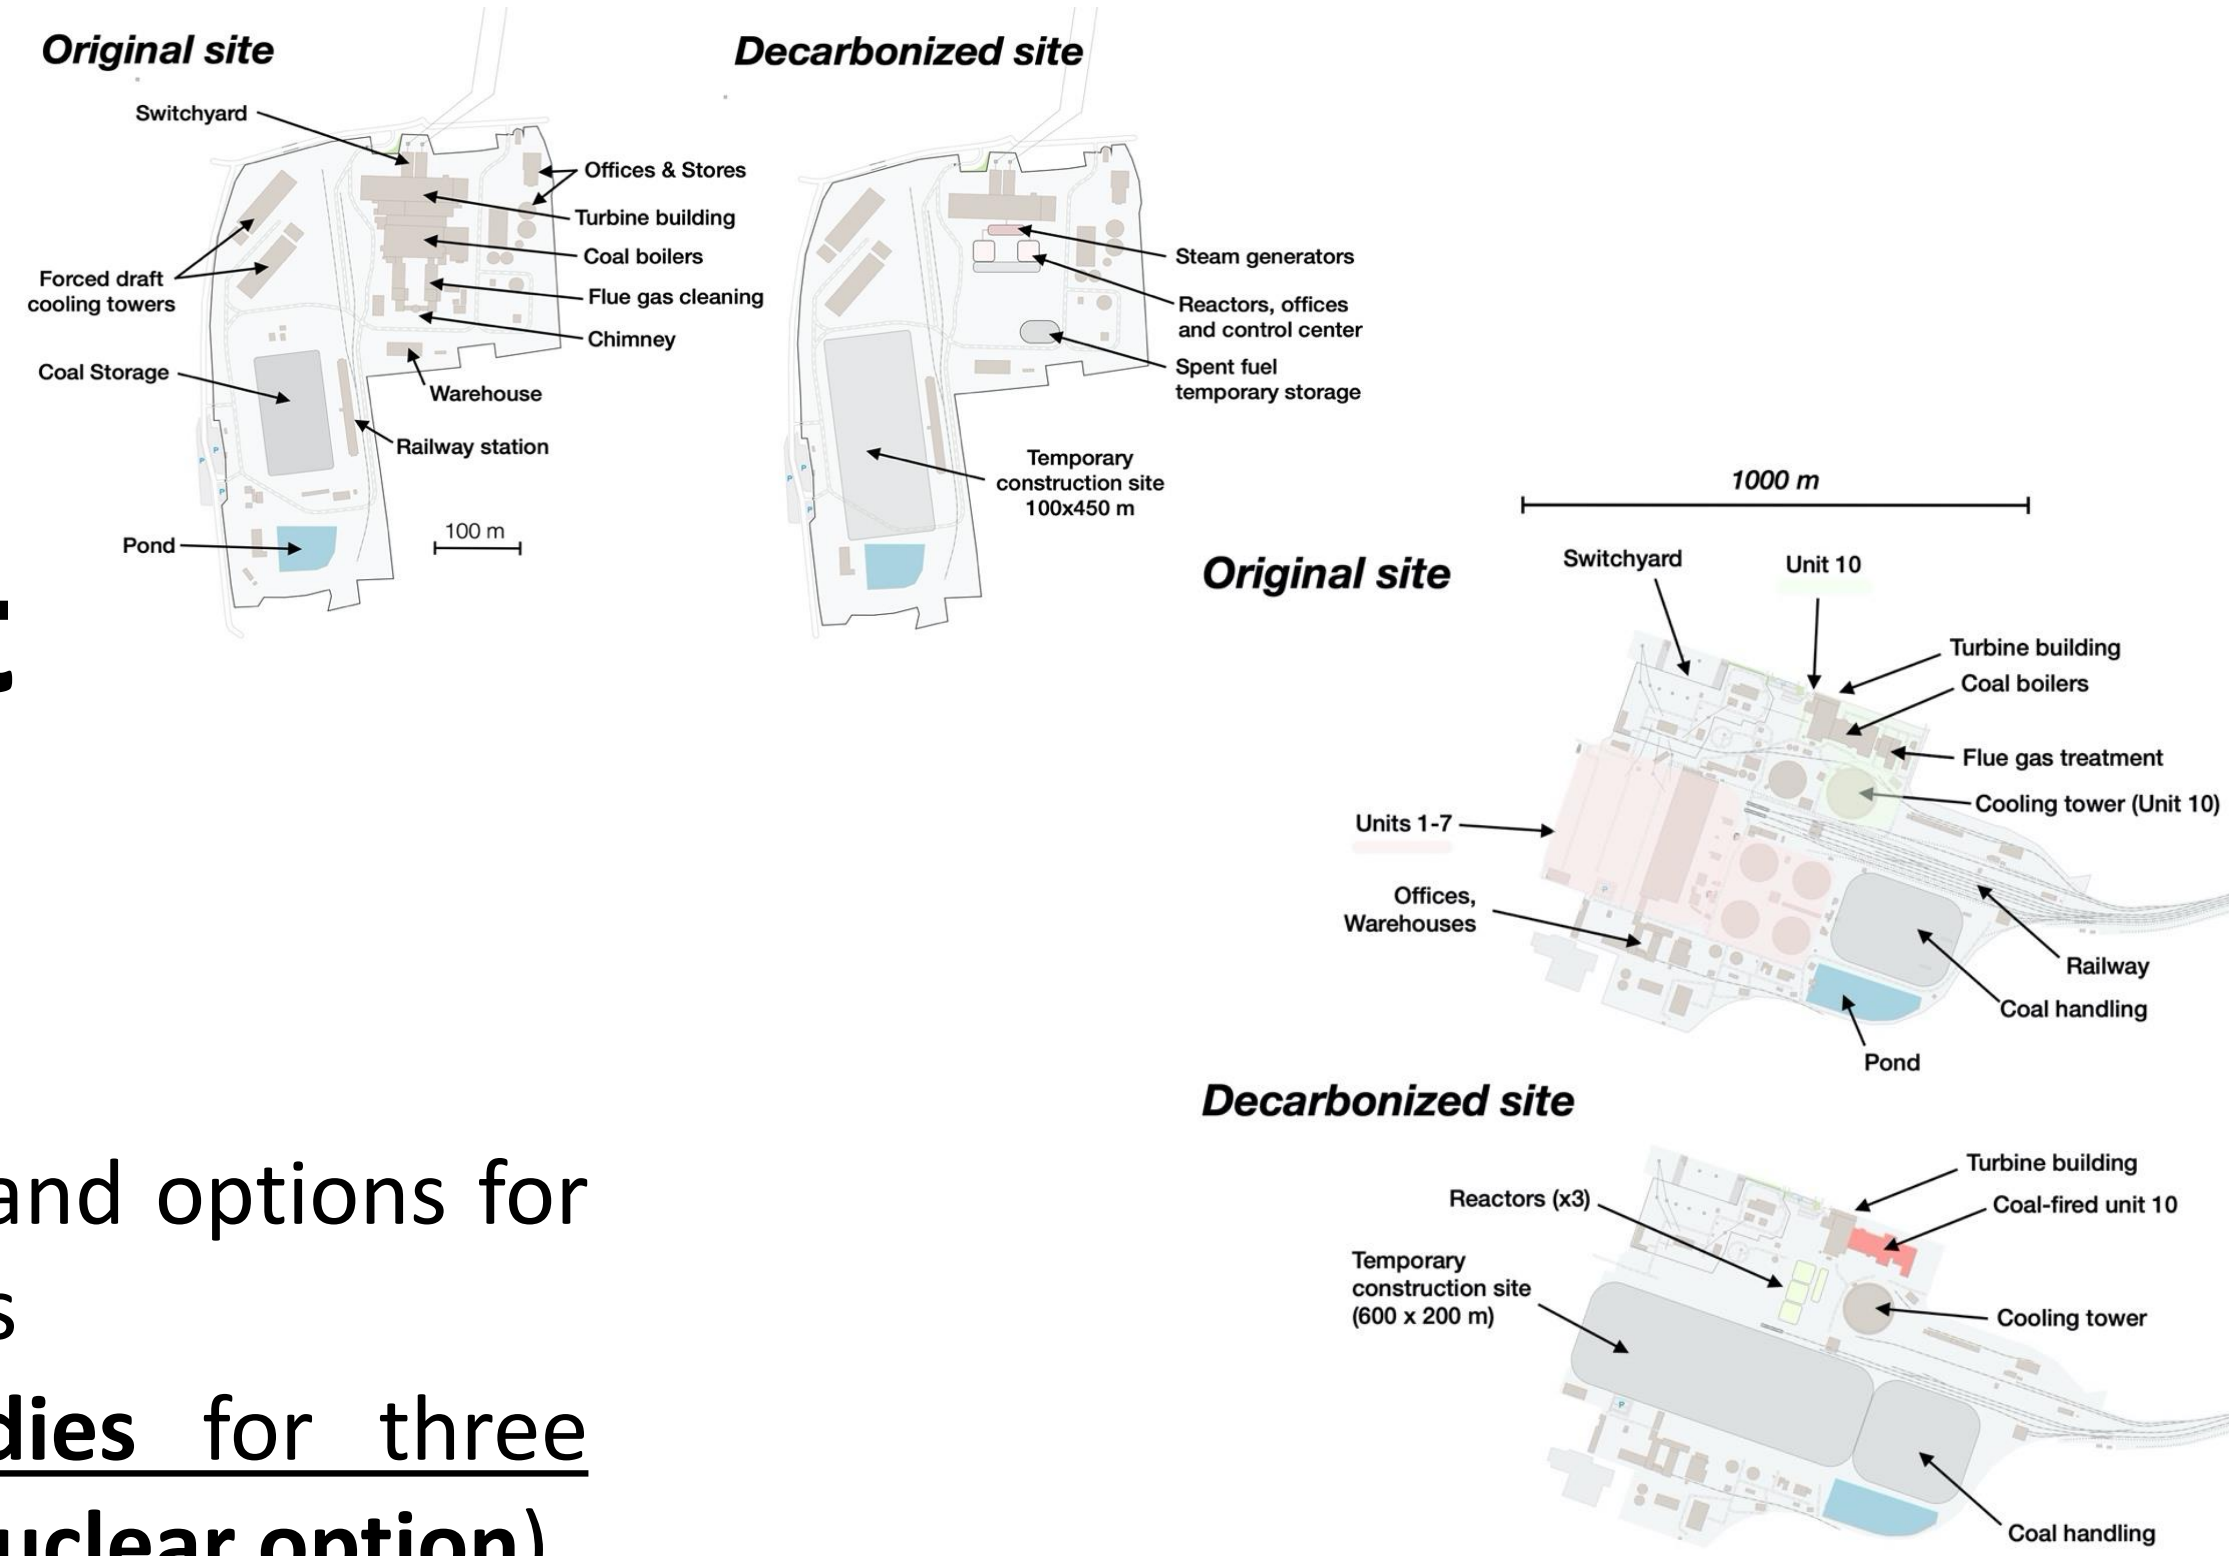 Original site
Switchyard
Offices & Stores
Turbine building
Coal boilers
Forced draft
cooling towers
Flue gas cleaning
Chimney
Coal Storage
Warehouse
Railway station
Pond
100 m
Decarbonized site
Steam generators
Reactors, offices
and control center
Spent fuel
temporary storage
Temporary
construction site
100x450 m
1000 m
Original site
Switchyard
Unit 10
Turbine building
Coal boilers
Flue gas treatment
Cooling tower (Unit 10)
Units 1-7
Offices,
Warehouses
Railway
Coal handling
Pond
Decarbonized site
Turbine building
Reactors (x3)
Coal-fired unit 10
Temporary
construction site
(600 x 200 m)
Cooling tower
Coal handling
and options for
s
dies for three
uclear option)
P
P
P
P
P
P
P
P